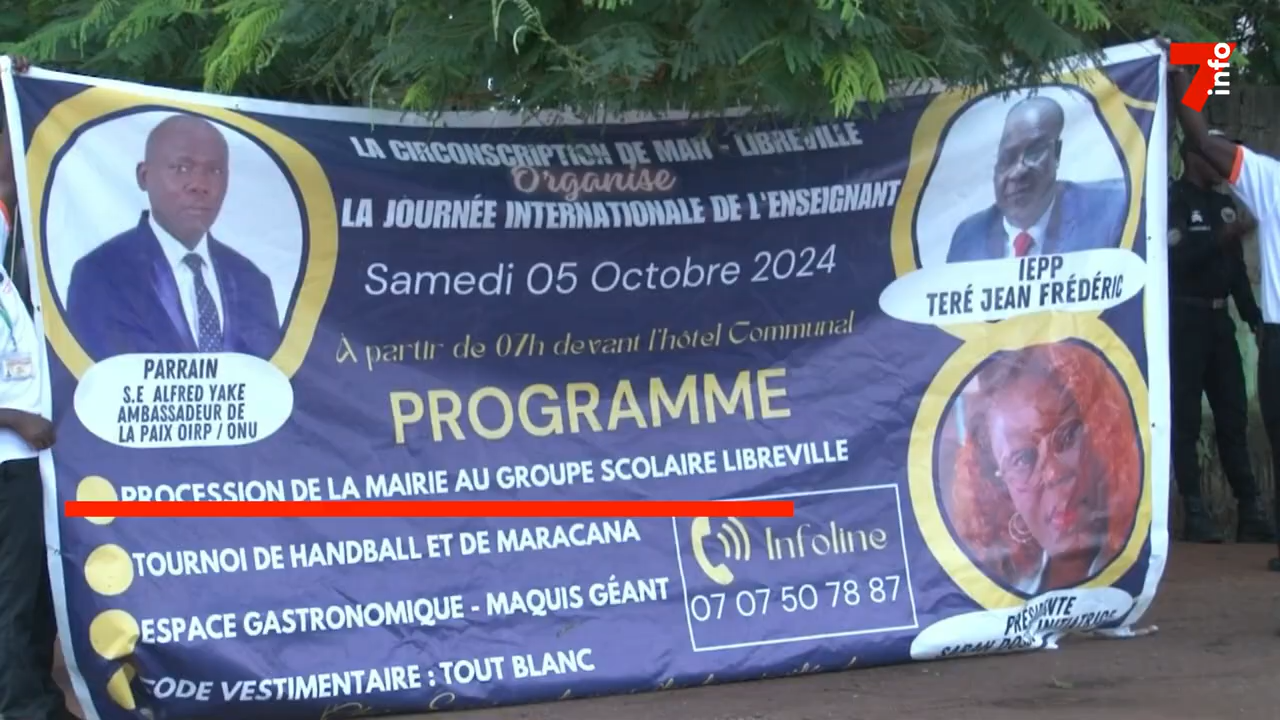 7info
LA CIRCONSCRIPTION DE MAN - LIBREVILLE
Organise
LA JOURNÉE INTERNATIONALE DE L'ENSEIGNANT
Samedi 05 Octobre 2024
À partir de 07h devant l'hôtel Communal
PROGRAMME
PROCESSION DE LA MAIRIE AU GROUPE SCOLAIRE LIBREVILLE
TOURNOI DE HANDBALL ET DE MARACANA
ESPACE GASTRONOMIQUE - MAQUIS GÉANT
CODE VESTIMENTAIRE : TOUT BLANC
Infoline
07 07 50 78 87
PARRAIN
S.E ALFRED YAKE
AMBASSADEUR DE
LA PAIX OIRP / ONU
IEPP
TERÉ JEAN FRÉDÉRIC
PRESIDENTE